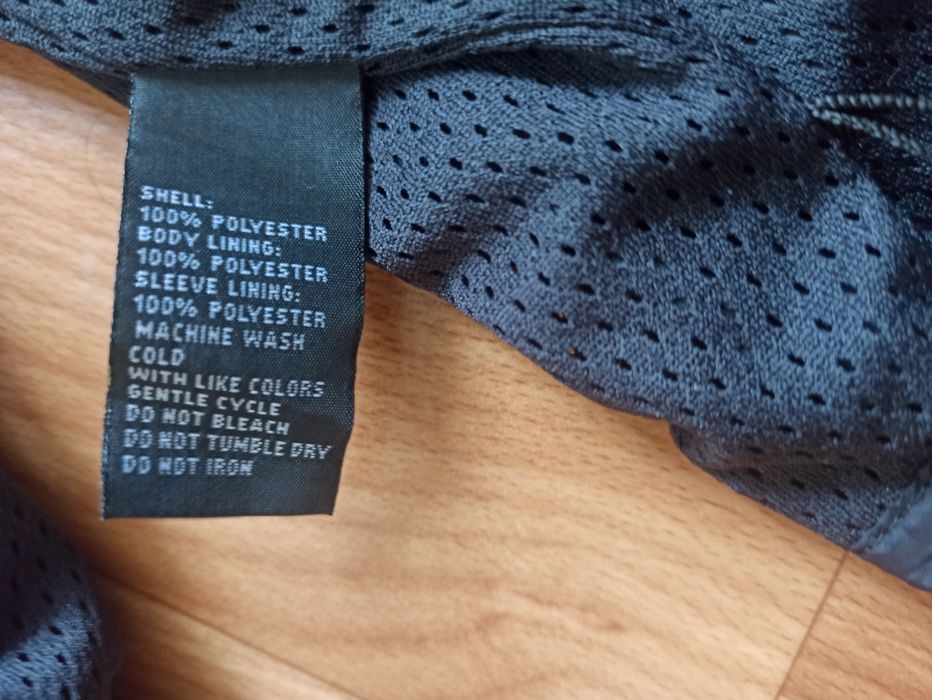 SHELL:
100% POLYESTER
BODY LINING:
100% POLYESTER
SLEEVE LINING:
100% POLYESTER
MACHINE WASH
COLD
WITH LIKE COLORS
GENTLE CYCLE
DO NOT BLEACH
DO NOT TUMBLE DRY
DO NOT IRON